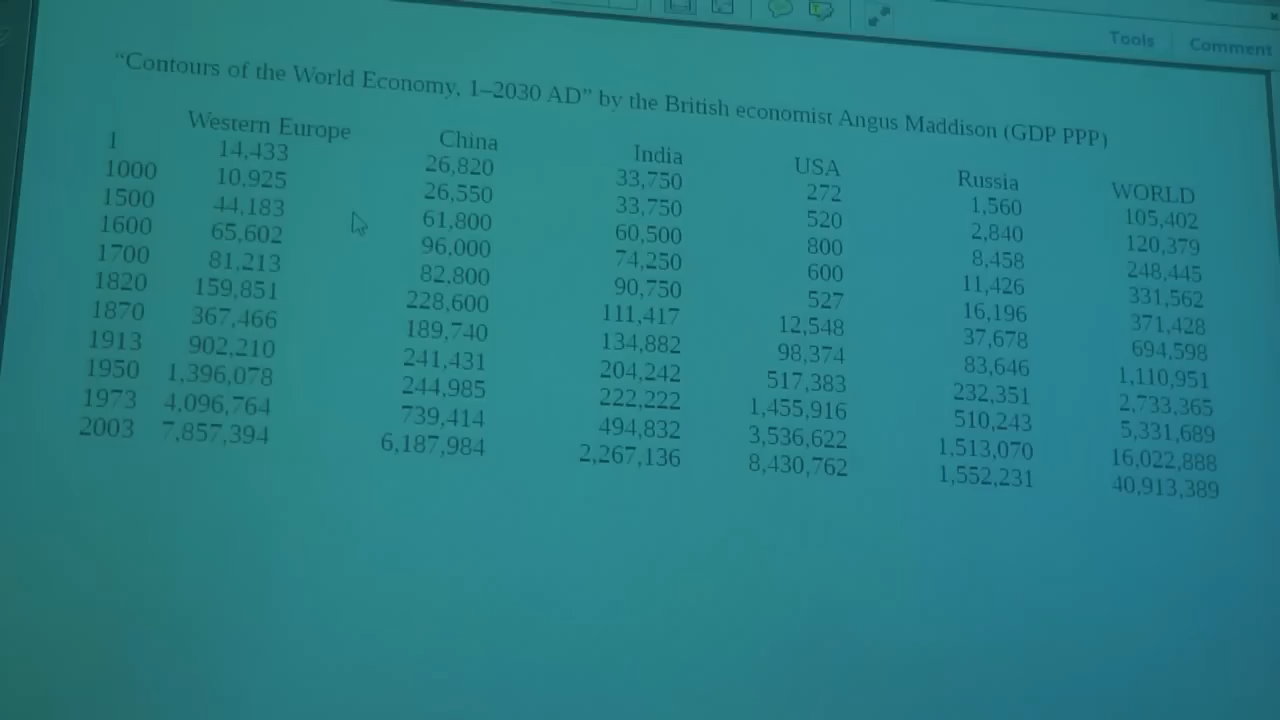 Tools Comment
“Contours of the World Economy, 1–2030 AD” by the British economist Angus Maddison (GDP PPP)
Western Europe China India USA Russia WORLD
1 14,433 26,820 33,750 272 1,560 105,402
1000 10,925 26,550 33,750 520 2,840 120,379
1500 44,183 61,800 60,500 800 8,458 248,445
1600 65,602 96,000 74,250 600 11,426 331,562
1700 81,213 82,800 90,750 527 16,196 371,428
1820 159,851 228,600 111,417 12,548 37,678 694,598
1870 367,466 189,740 134,882 98,374 83,646 1,110,951
1913 902,210 241,431 204,242 517,383 232,351 2,733,365
1950 1,396,078 244,985 222,222 1,455,916 510,243 5,331,689
1973 4,096,764 739,414 494,832 3,536,622 1,513,070 16,022,888
2003 7,857,394 6,187,984 2,267,136 8,430,762 1,552,231 40,913,389